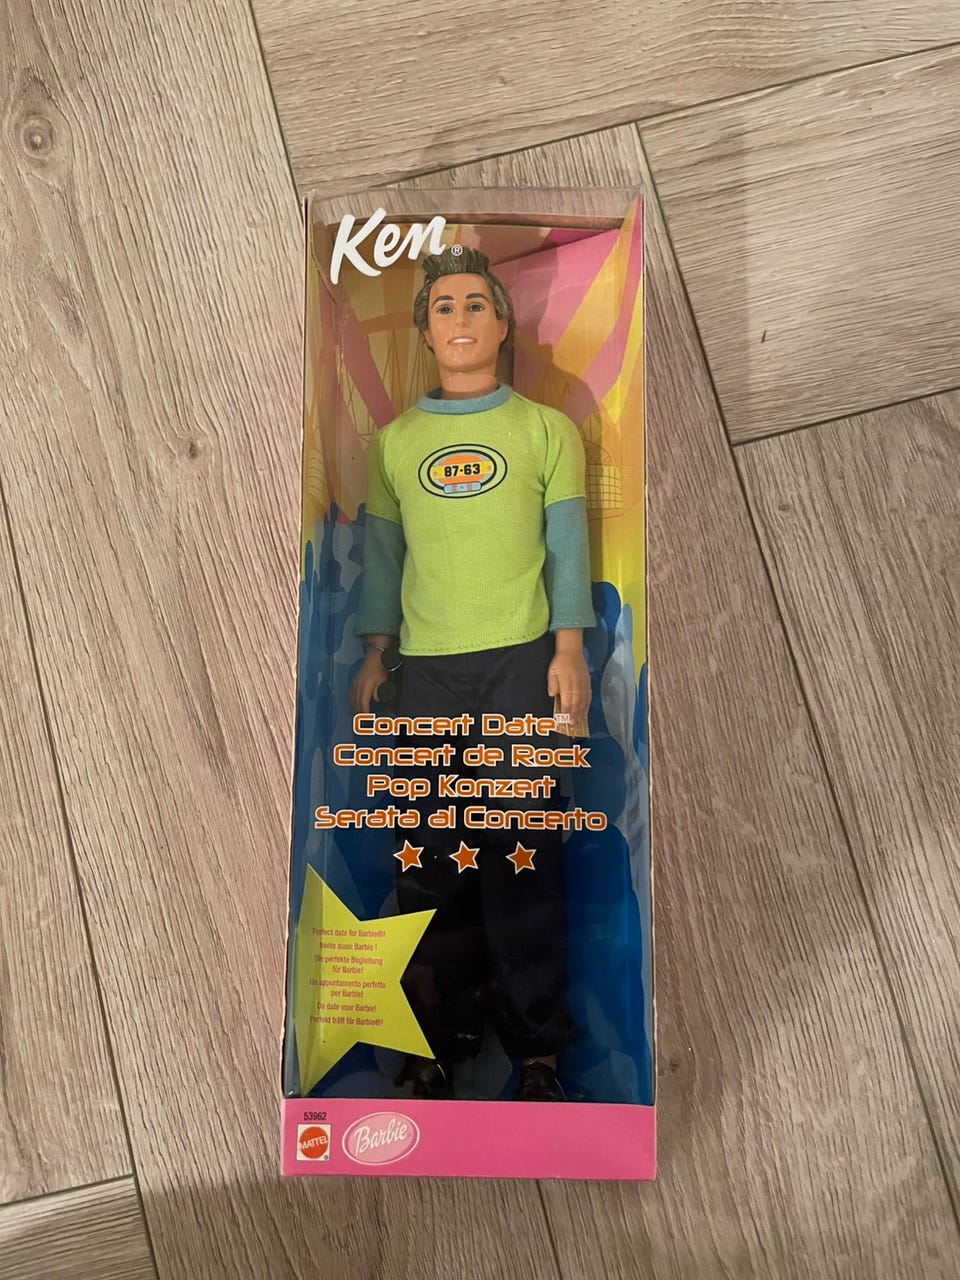 Ken®
87-63
Concert Date™
Concert de Rock
Pop Konzert
Serata al Concerto
Perfect date for Barbie®!
Invite aussi Barbie !
Die perfekte Begleitung
für Barbie!
Un appuntamento perfetto
per Barbie!
De date voor Barbie!
Perfekt träff för Barbie®!
53962
MATTEL®
Barbie